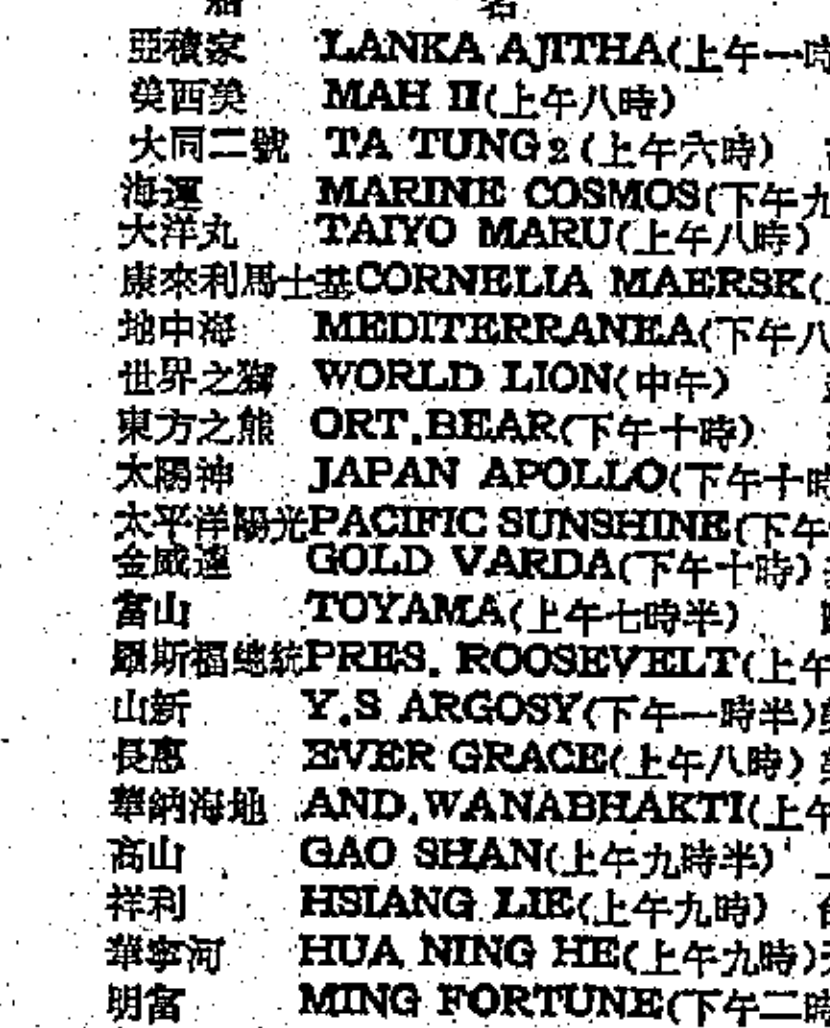 船 名
亞積家 LANKA AJITHA(上午一時
美西美 MAH II(上午八時)
大同二號 TA TUNG 2(上午六時)
海運 MARINE COSMOS(下午九
大洋丸 TAIYO MARU(上午八時)
康來利馬士基CORNELIA MAERSK(
地中海 MEDITERRANEA(下午八
世界之獅 WORLD LION(中午)
東方之熊 ORT.BEAR(下午十時)
太陽神 JAPAN APOLLO(下午十時
太平洋陽光PACIFIC SUNSHINE(下午
金威達 GOLD VARDA(下午十時)
富山 TOYAMA(上午七時半)
羅斯福總統PRES. ROOSEVELT(上午
山新 Y.S ARGOSY(下午一時半)
長惠 EVER GRACE(上午八時)
華納海地 AND.WANABHAKTI(上午
高山 GAO SHAN(上午九時半)
祥利 HSIANG LIE(上午九時)
華寧河 HUA NING HE(上午九時)
明富 MING FORTUNE(下午二時